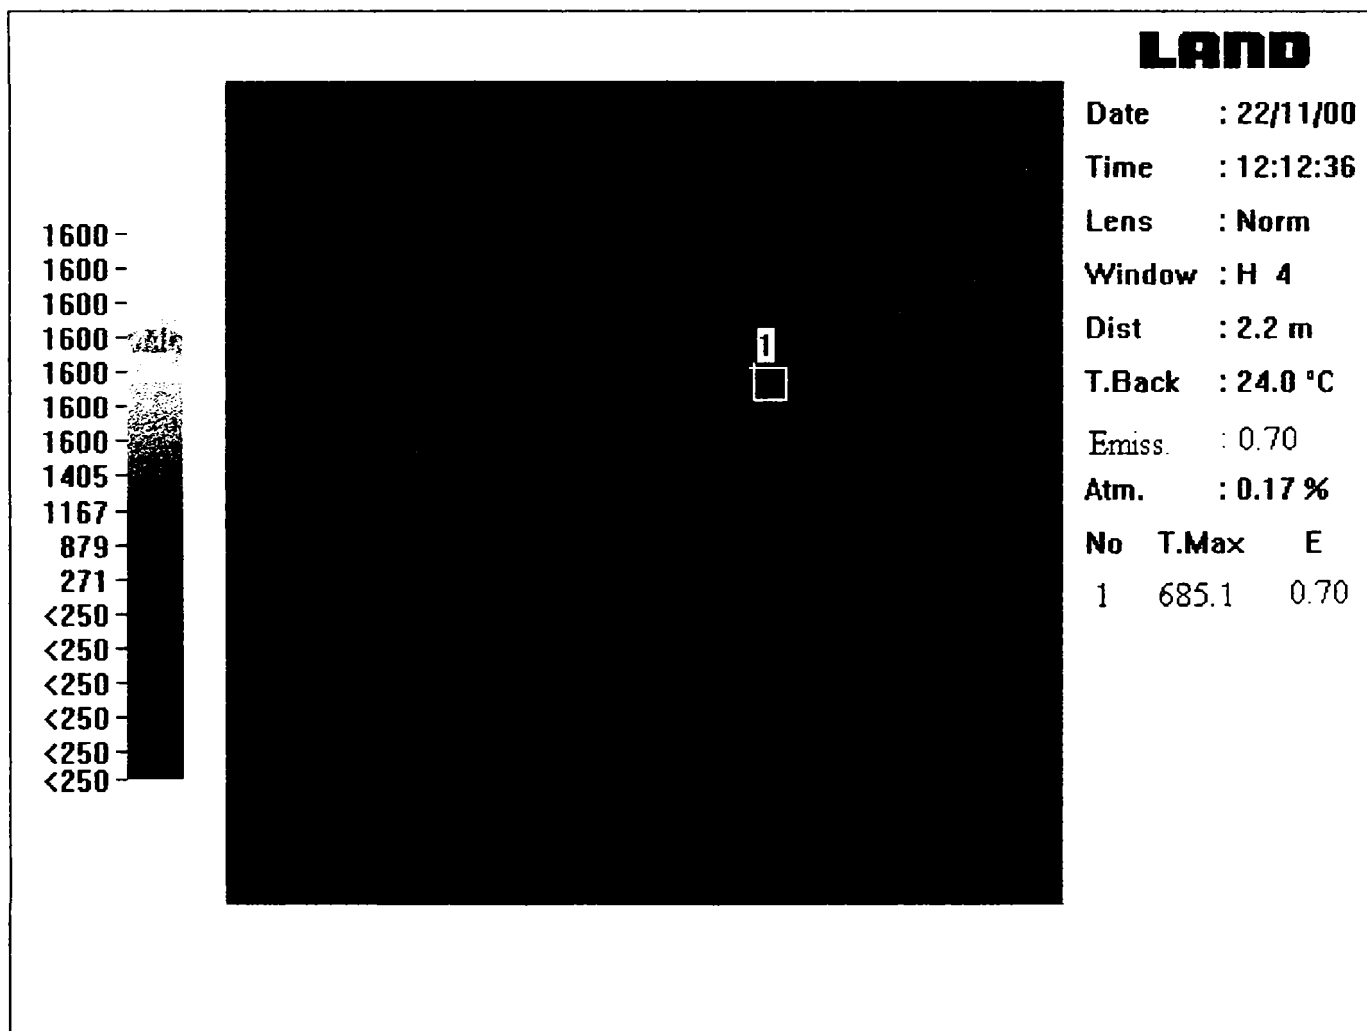 LAND
Date : 22/11/00
Time : 12:12:36
Lens : Norm
Window : H 4
Dist : 2.2 m
T.Back : 24.0 °C
Emiss. : 0.70
Atm. : 0.17 %
No T.Max E
1 685.1 0.70
1600
1600
1600
1600
1600
1600
1600
1405
1167
879
271
<250
<250
<250
<250
<250
<250
1